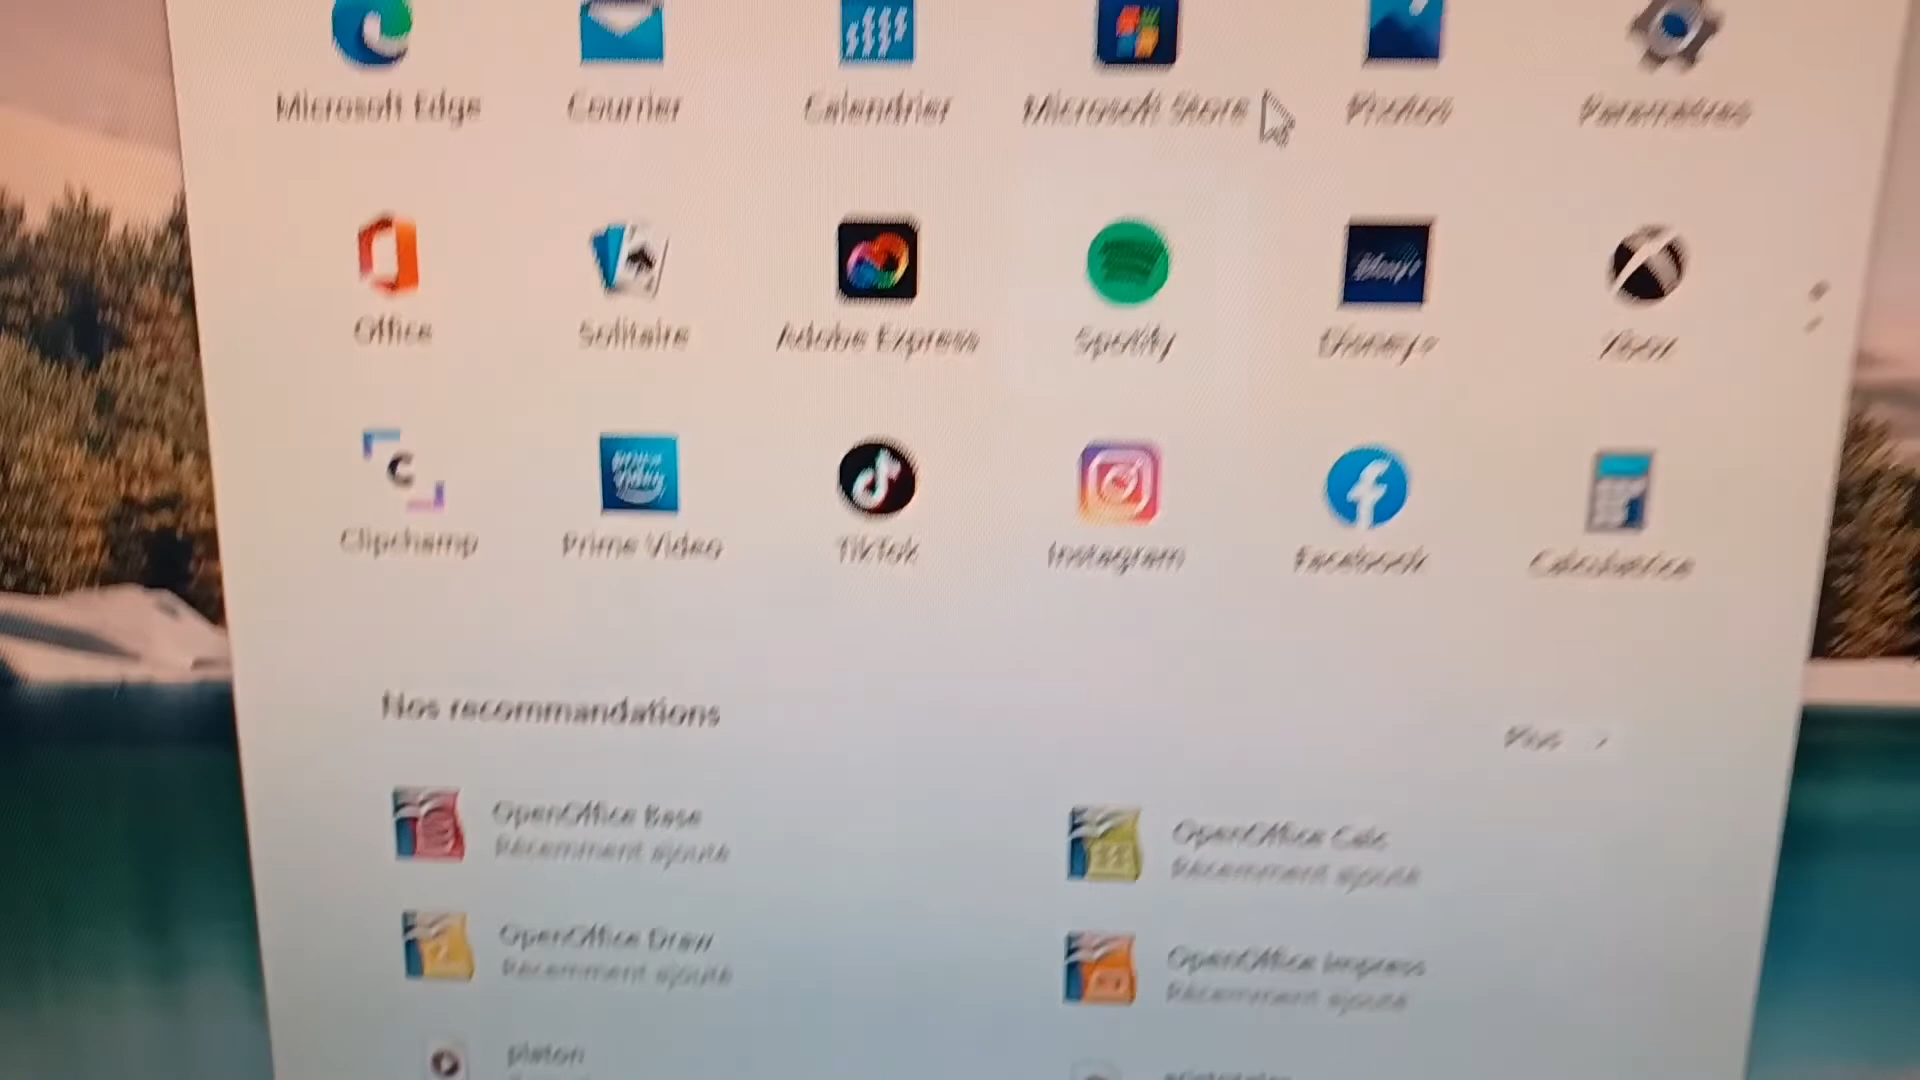 Microsoft Edge
Courrier
Calendrier
Microsoft Store
Photos
Paramètres
Office
Solitaire
Adobe Express
Spotify
Disney+
Xbox
Clipchamp
Prime Video
TikTok
Instagram
Facebook
Calculatrice
Nos recommandations
Plus
OpenOffice Base
Récemment ajouté
OpenOffice Calc
Récemment ajouté
OpenOffice Draw
Récemment ajouté
OpenOffice Impress
Récemment ajouté
platon